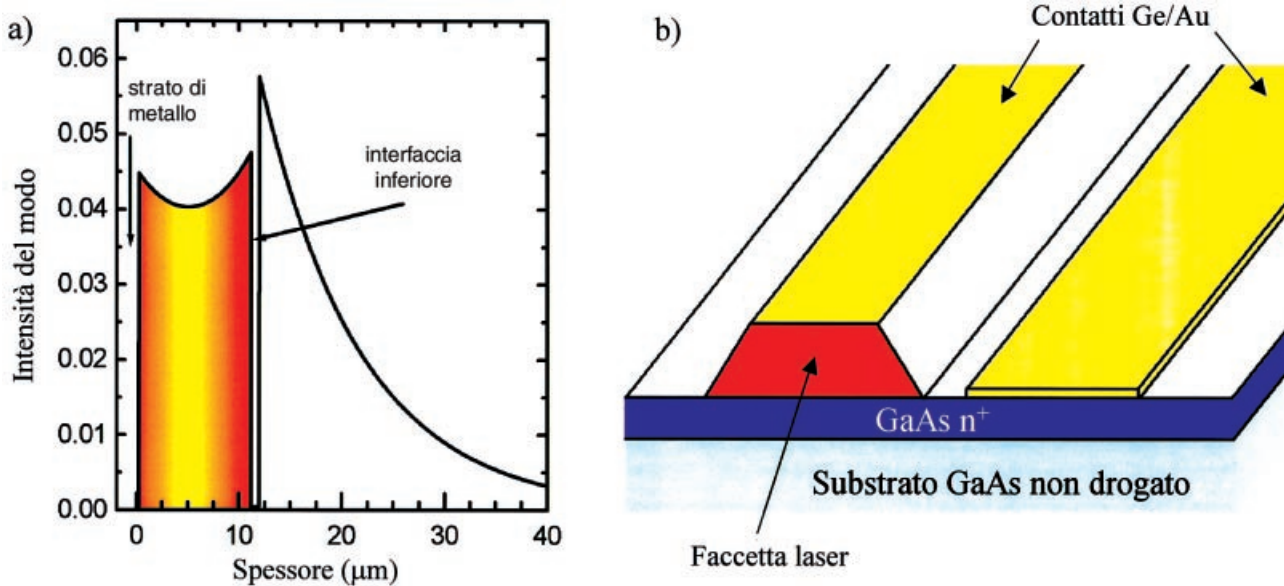 a)
0.06
0.05
0.04
0.03
0.02
0.01
0.00
Intensità del modo
strato di
metallo
interfaccia
inferiore
0
10
20
30
40
Spessore (μm)
b)
Contatti Ge/Au
GaAs n⁺
Substrato GaAs non drogato
Faccetta laser